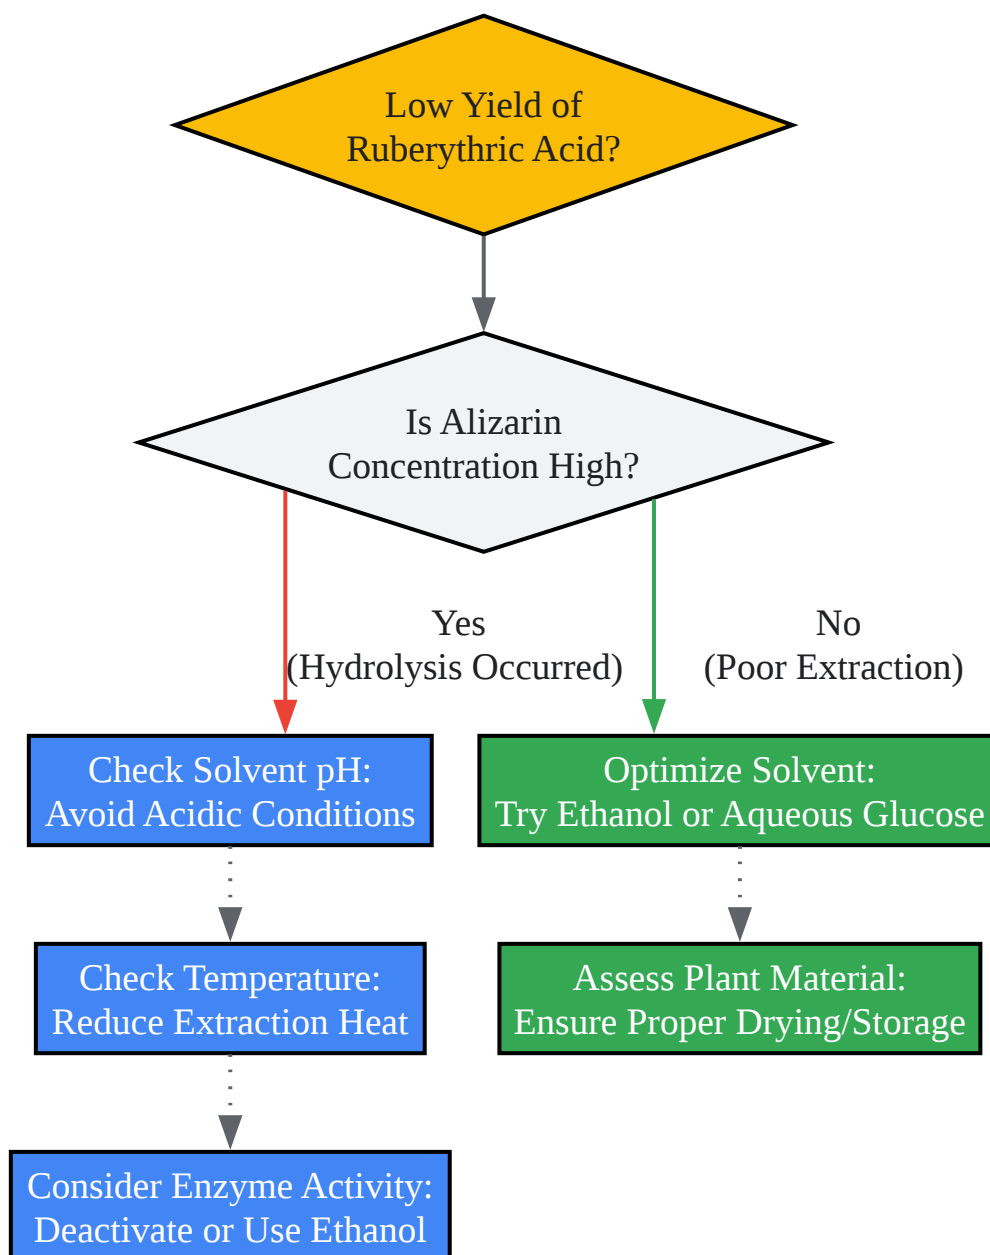 Low Yield of
Ruberythric Acid?
Is Alizarin
Concentration High?
Yes
(Hydrolysis Occurred)
No
(Poor Extraction)
Check Solvent pH:
Avoid Acidic Conditions
Optimize Solvent:
Try Ethanol or Aqueous Glucose
Check Temperature:
Reduce Extraction Heat
Assess Plant Material:
Ensure Proper Drying/Storage
Consider Enzyme Activity:
Deactivate or Use Ethanol